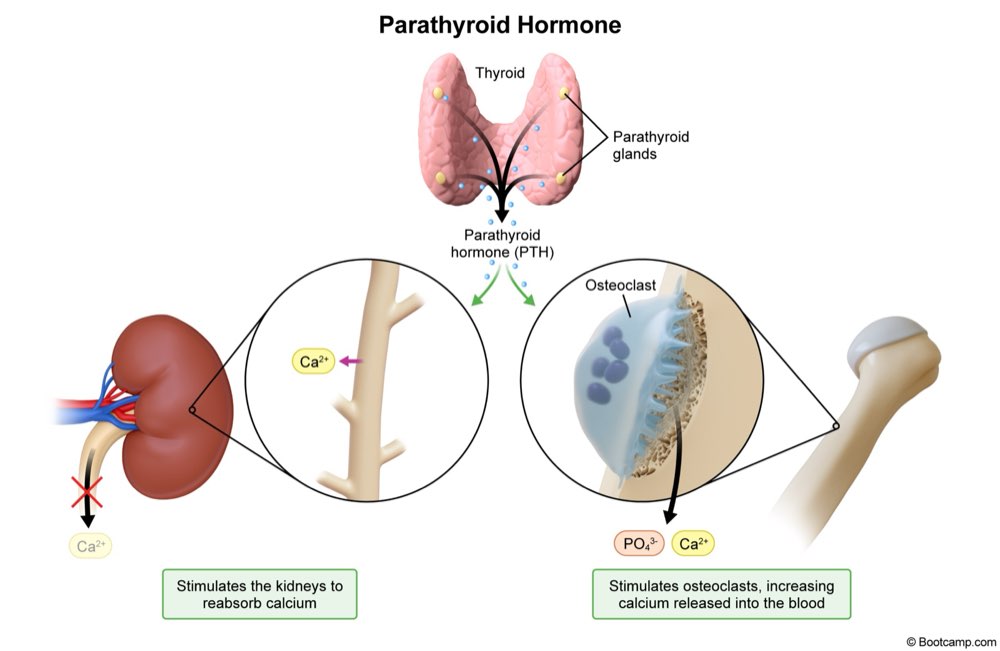 Parathyroid Hormone
Thyroid
Parathyroid
glands
Parathyroid
hormone (PTH)
Osteoclast
Ca²⁺
PO₄³⁻
Ca²⁺
Ca²⁺
Stimulates the kidneys to
reabsorb calcium
Stimulates osteoclasts, increasing
calcium released into the blood
© Bootcamp.com